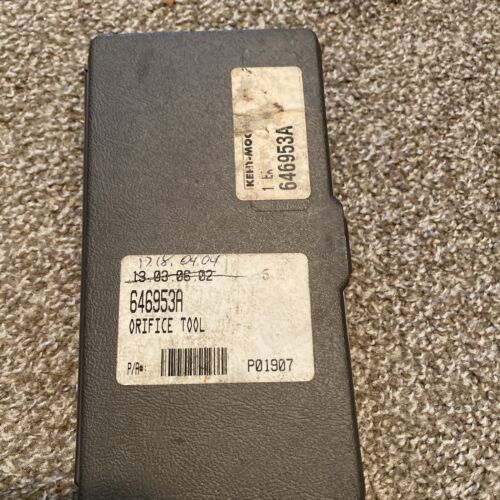 KENT-MOO
1 EA
646953A
17.18.04.04
13.03.06.02
646953A
ORIFICE TOOL
P/A#:
P01907